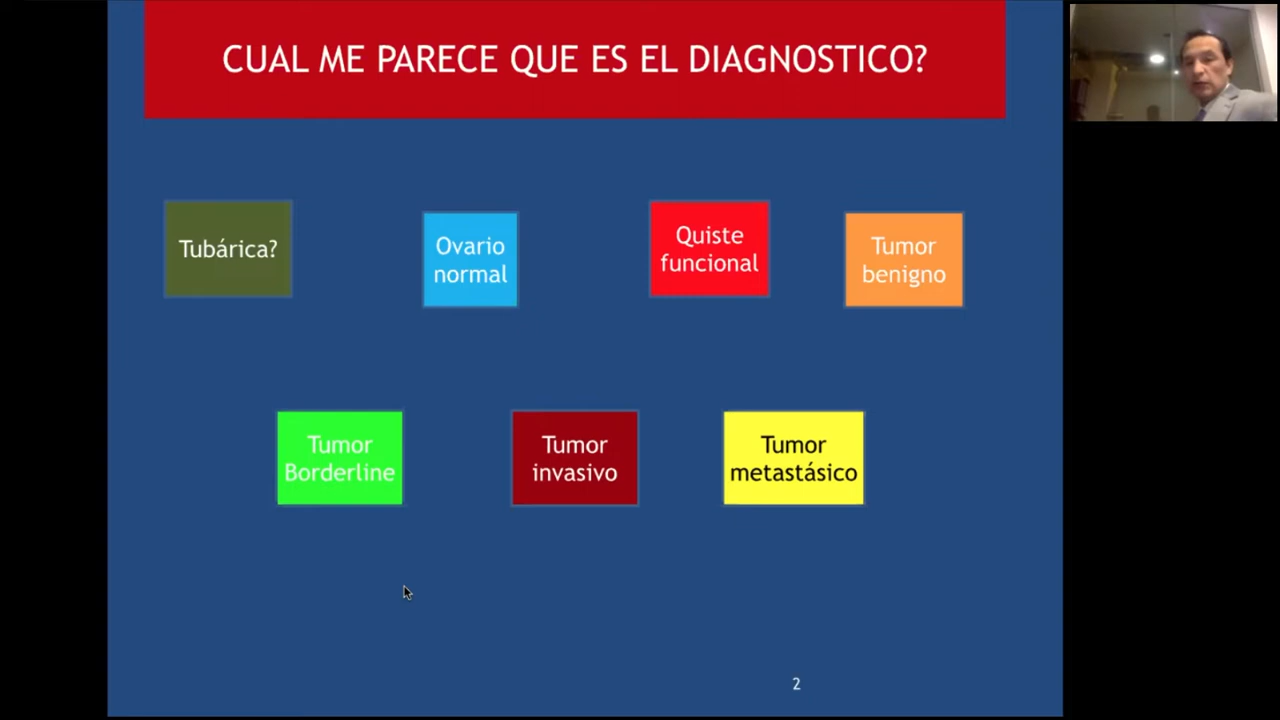 CUAL ME PARECE QUE ES EL DIAGNOSTICO?
Tubárica?
Ovario
normal
Quiste
funcional
Tumor
benigno
Tumor
Borderline
Tumor
invasivo
Tumor
metastásico
2